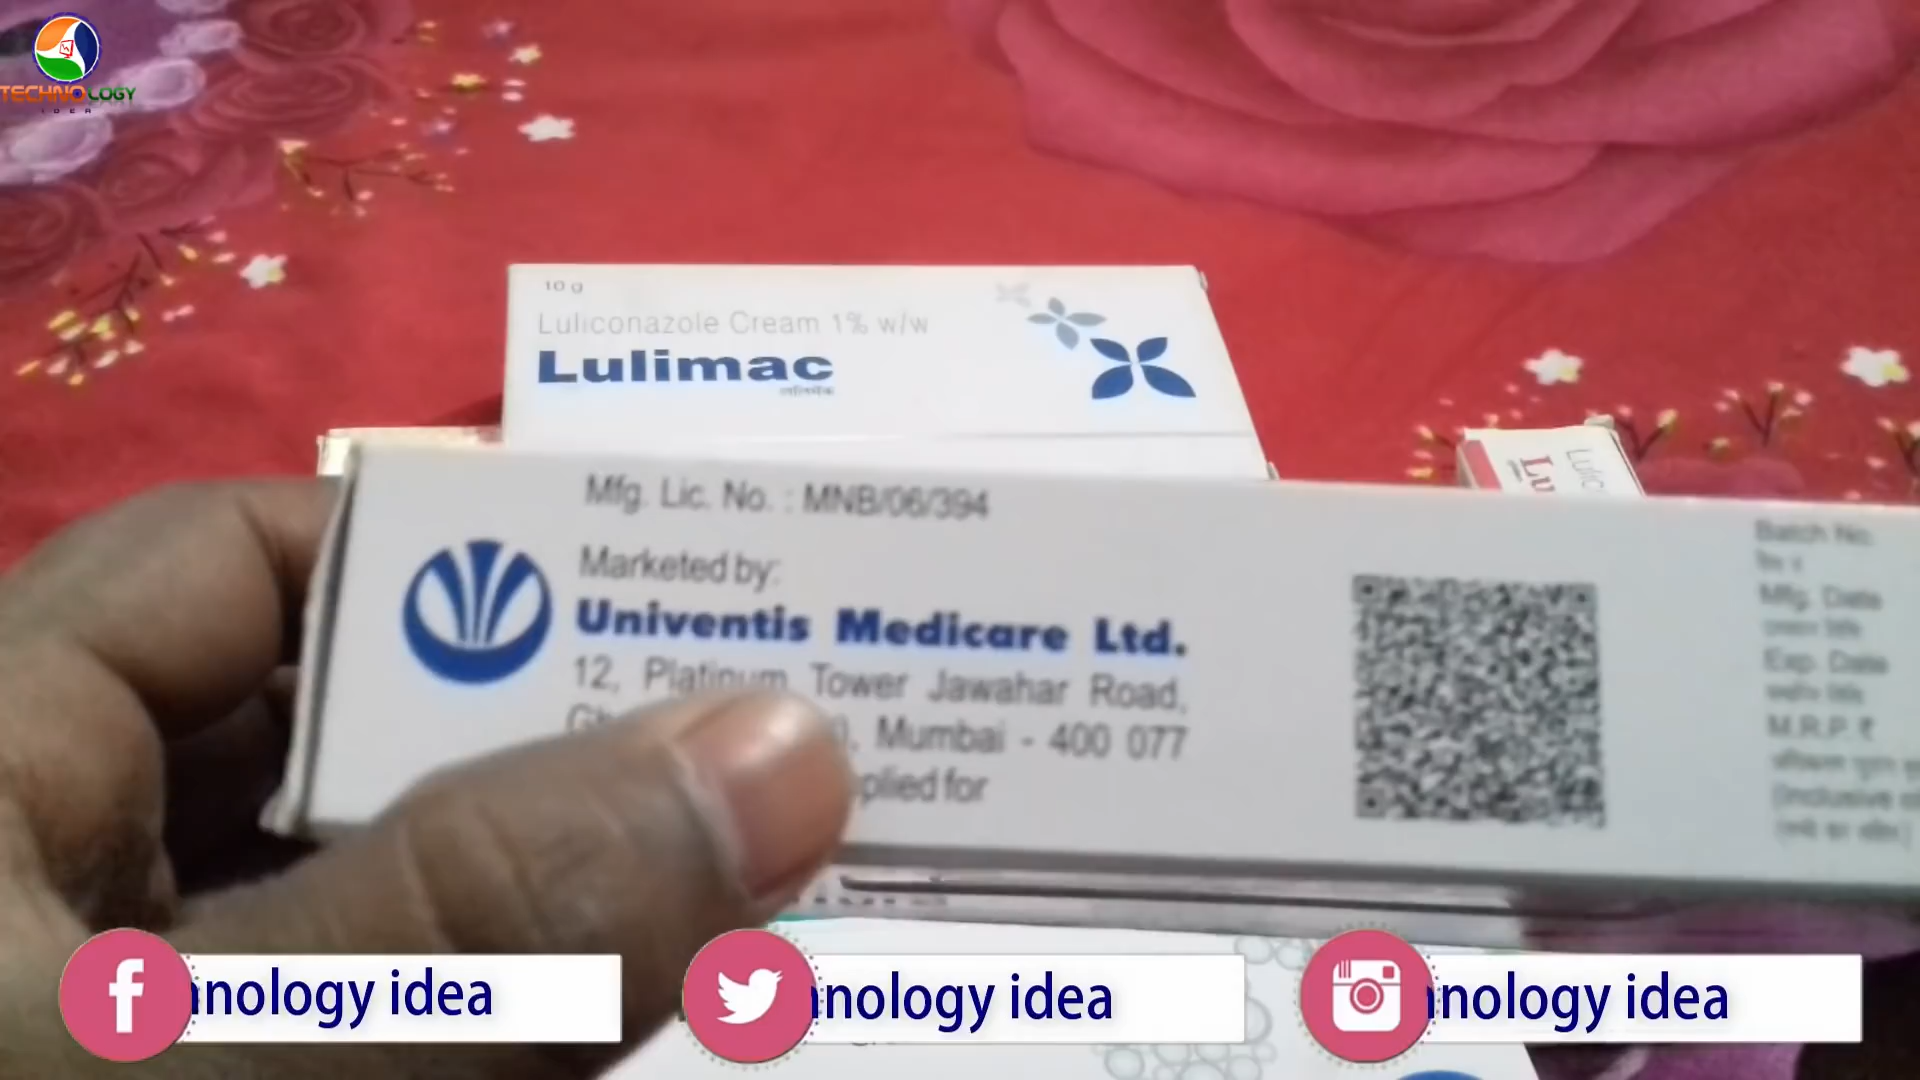 TECHNOLOGY
IDEA
10 g
Luliconazole Cream 1% w/w
Lulimac
Lu
Mfg. Lic. No. : MNB/06/394
Marketed by:
Univentis Medicare Ltd.
12, Platinum Tower Jawahar Road,
Mumbai - 400 077
plied for
Batch No.
Mfg. Date
Exp. Date
M.R.P. ₹
(Inclusive
nology idea
nology idea
nology idea